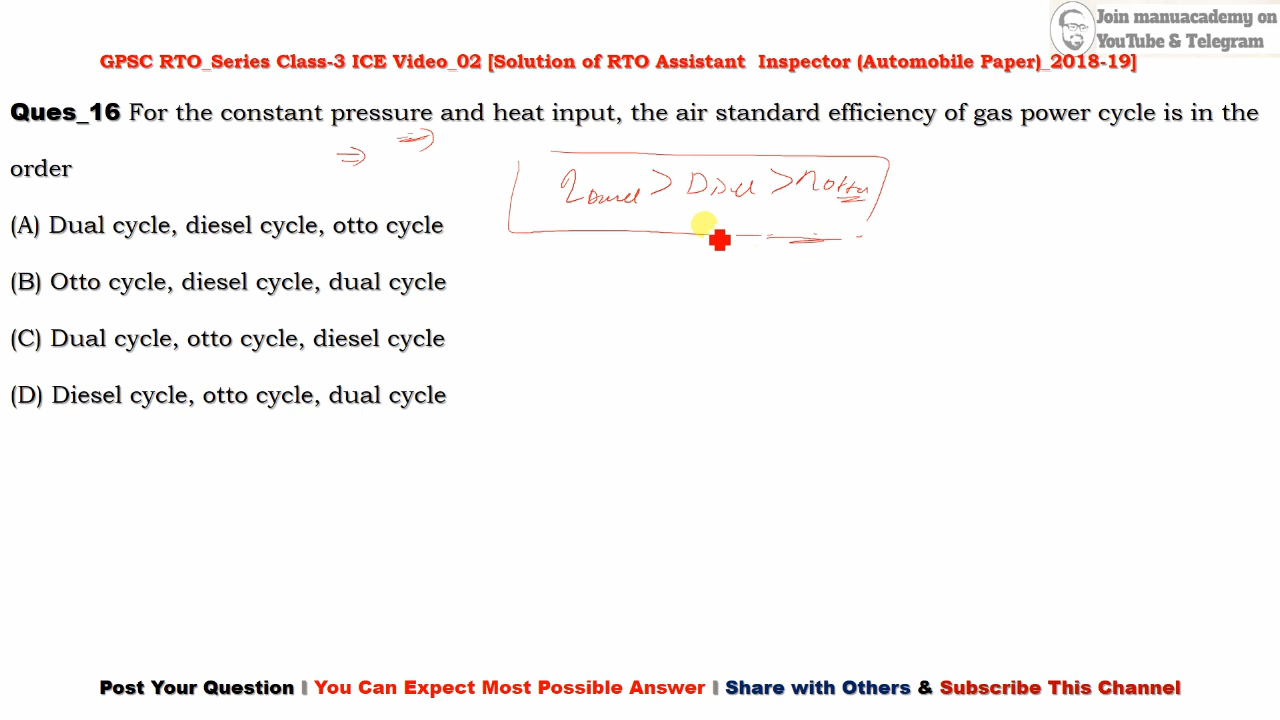 Join manuacademy on
YouTube & Telegram
GPSC RTO_Series Class-3 ICE Video_02 [Solution of RTO Assistant Inspector (Automobile Paper)_2018-19]
Ques_16 For the constant pressure and heat input, the air standard efficiency of gas power cycle is in the
order
⇒ ⇒
> > η otto
(A) Dual cycle, diesel cycle, otto cycle
(B) Otto cycle, diesel cycle, dual cycle
(C) Dual cycle, otto cycle, diesel cycle
(D) Diesel cycle, otto cycle, dual cycle
Post Your Question | You Can Expect Most Possible Answer | Share with Others & Subscribe This Channel